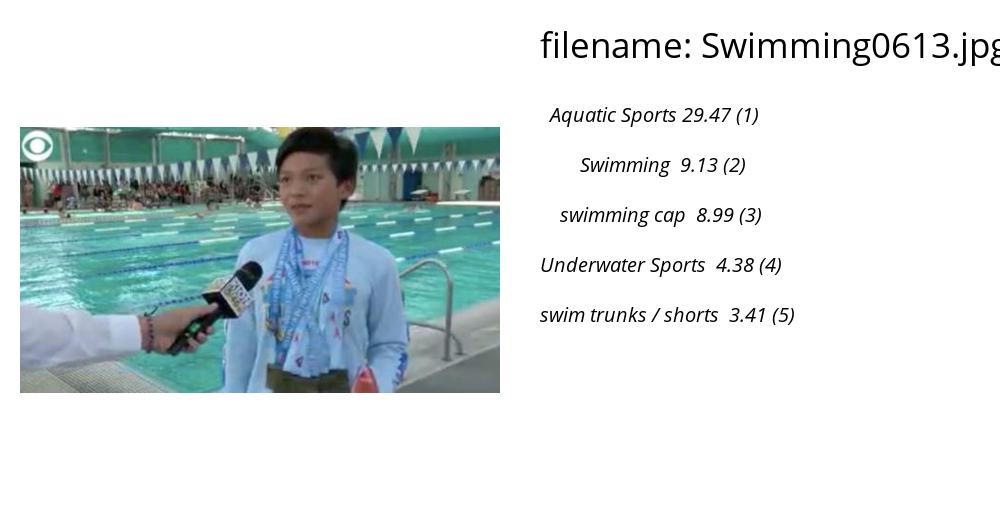 filename: Swimming0613.jpg
Aquatic Sports 29.47 (1)
Swimming 9.13 (2)
swimming cap 8.99 (3)
Underwater Sports 4.38 (4)
swim trunks / shorts 3.41 (5)